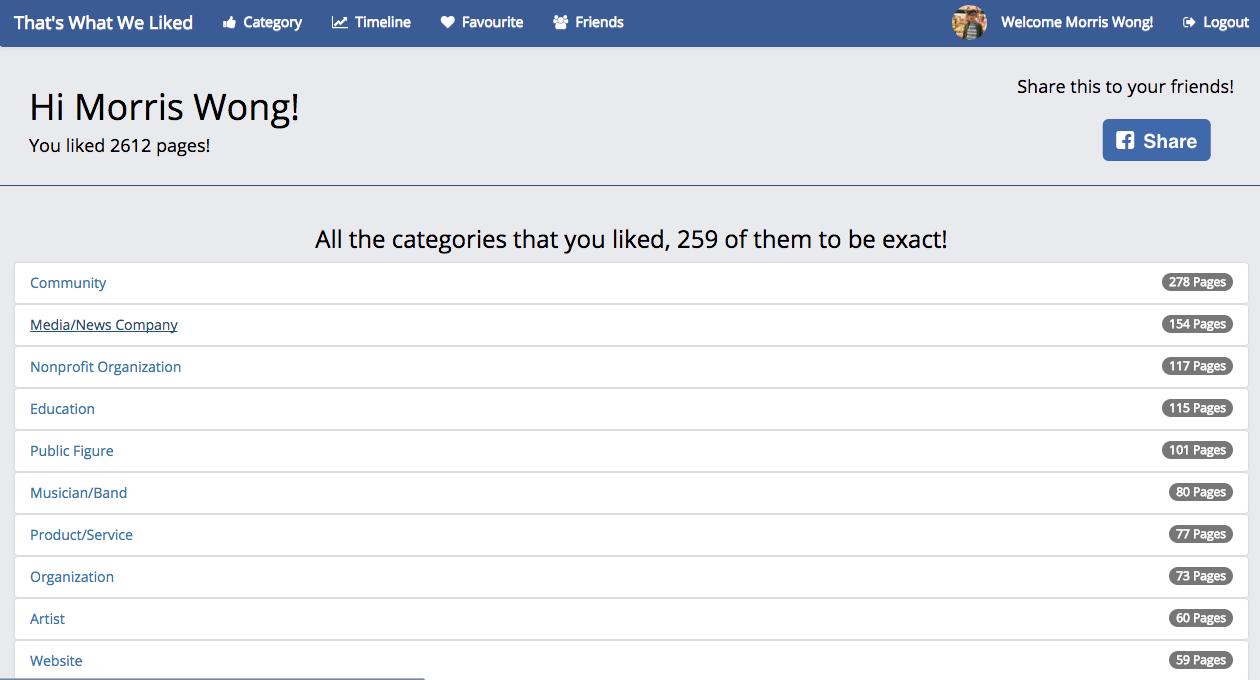 That's What We Liked Category Timeline Favourite Friends Welcome Morris Wong! Logout
Hi Morris Wong!
You liked 2612 pages!
Share this to your friends!
Share
All the categories that you liked, 259 of them to be exact!
Community 278 Pages
Media/News Company 154 Pages
Nonprofit Organization 117 Pages
Education 115 Pages
Public Figure 101 Pages
Musician/Band 80 Pages
Product/Service 77 Pages
Organization 73 Pages
Artist 60 Pages
Website 59 Pages